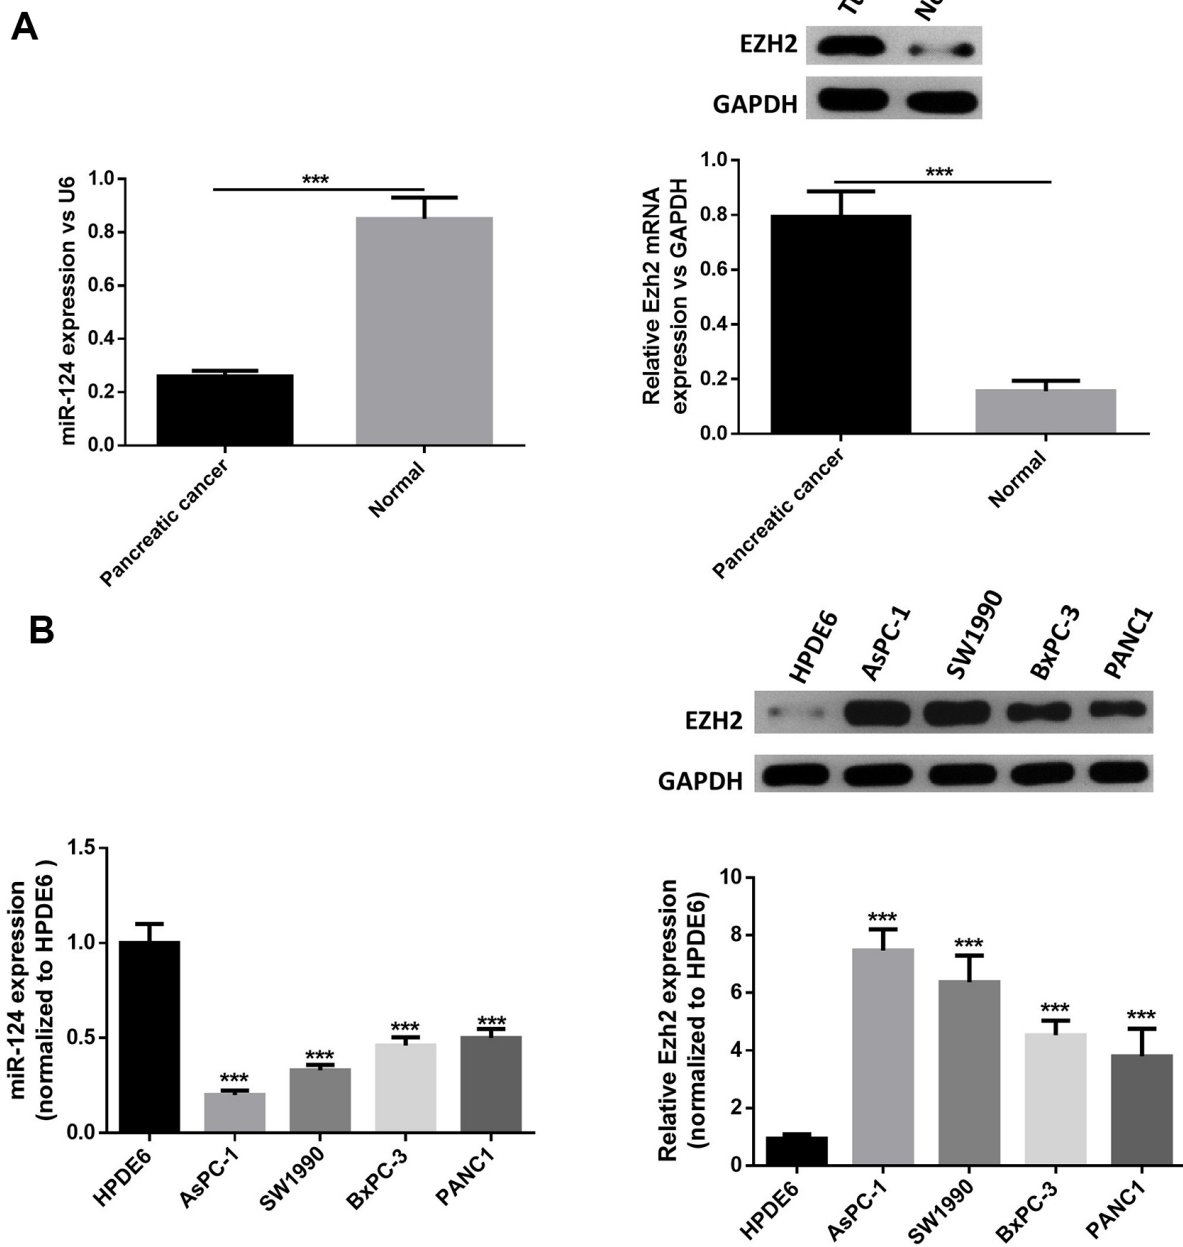 A
EZH2
GAPDH
miR-124 expression vs U6
1.0
0.8
0.6
0.4
0.2
0.0
***
Pancreatic cancer
Normal
Relative Ezh2 mRNA
expression vs GAPDH
1.0
0.8
0.6
0.4
0.2
0.0
***
Pancreatic cancer
Normal
B
HPDE6
AsPC-1
SW1990
BxPC-3
PANC1
EZH2
GAPDH
miR-124 expression
(normalized to HPDE6 )
1.5
1.0
0.5
0.0
***
***
***
***
HPDE6
AsPC-1
SW1990
BxPC-3
PANC1
Relative Ezh2 expression
(normalized to HPDE6)
10
8
6
4
2
0
***
***
***
***
HPDE6
AsPC-1
SW1990
BxPC-3
PANC1